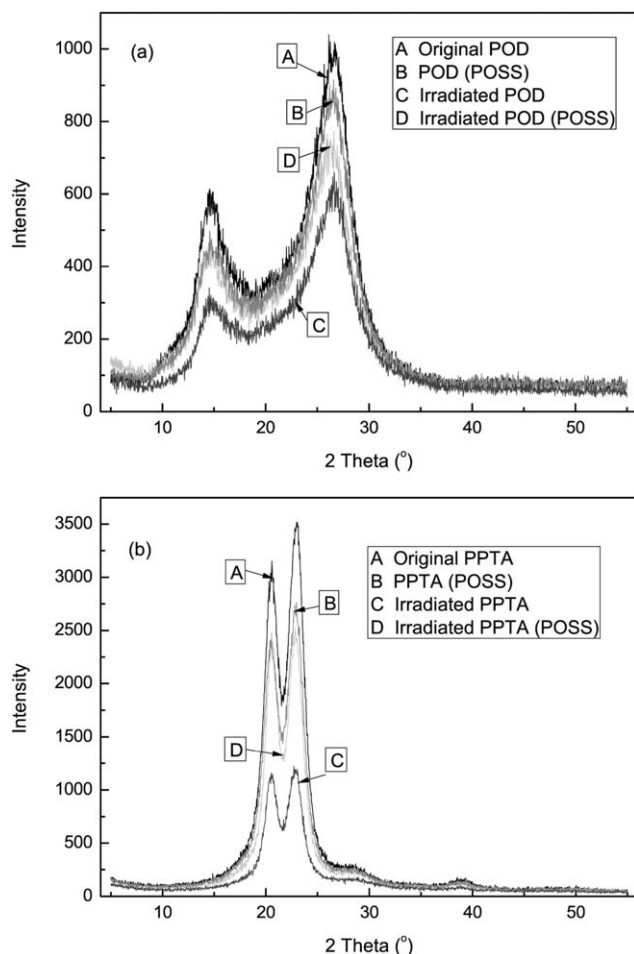 (a)
A Original POD
B POD (POSS)
C Irradiated POD
D Irradiated POD (POSS)
A
B
D
C
Intensity
1000
800
600
400
200
0
10 20 30 40 50
2 Theta (°)
(b)
A Original PPTA
B PPTA (POSS)
C Irradiated PPTA
D Irradiated PPTA (POSS)
A
B
D
C
Intensity
3500
3000
2500
2000
1500
1000
500
0
10 20 30 40 50
2 Theta (°)